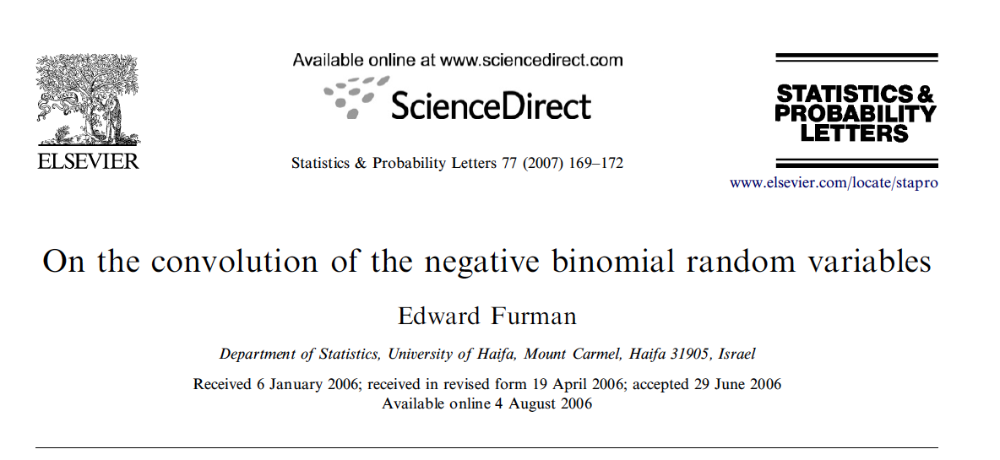 Available online at www.sciencedirect.com
ScienceDirect
ELSEVIER
Statistics & Probability Letters 77 (2007) 169–172
STATISTICS &
PROBABILITY
LETTERS
www.elsevier.com/locate/stapro
On the convolution of the negative binomial random variables
Edward Furman
Department of Statistics, University of Haifa, Mount Carmel, Haifa 31905, Israel
Received 6 January 2006; received in revised form 19 April 2006; accepted 29 June 2006
Available online 4 August 2006